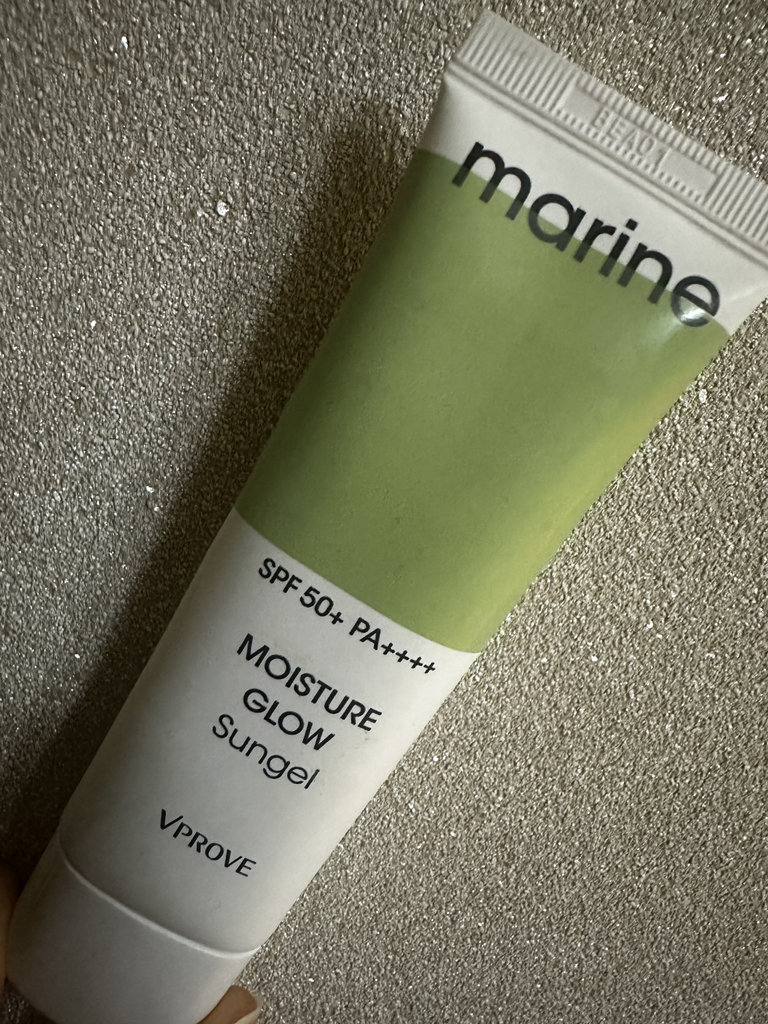 marine
SPF 50+ PA++++
MOISTURE
GLOW
Sungel
VPROVE